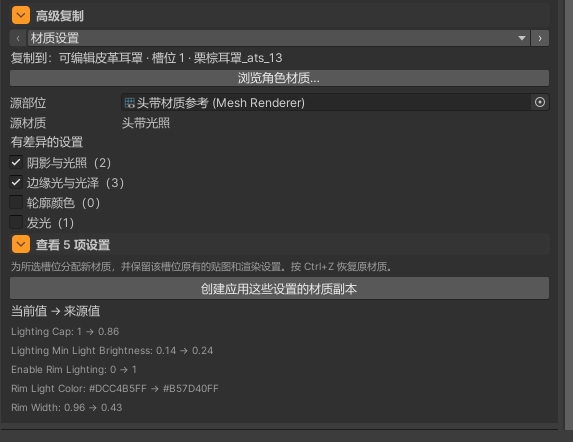 高级复制
‹ 材质设置 ›
复制到：可编辑皮革耳罩 · 槽位 1 · 栗棕耳罩_ats_13
浏览角色材质...
源部位 头带材质参考 (Mesh Renderer)
源材质 头带光照
有差异的设置
阴影与光照（2）
边缘光与光泽（3）
轮廓颜色（0）
发光（1）
查看 5 项设置
为所选槽位分配新材质，并保留该槽位原有的贴图和渲染设置。按 Ctrl+Z 恢复原材质。
创建应用这些设置的材质副本
当前值 → 来源值
Lighting Cap: 1 → 0.86
Lighting Min Light Brightness: 0.14 → 0.24
Enable Rim Lighting: 0 → 1
Rim Light Color: #DCC4B5FF → #B57D40FF
Rim Width: 0.96 → 0.43